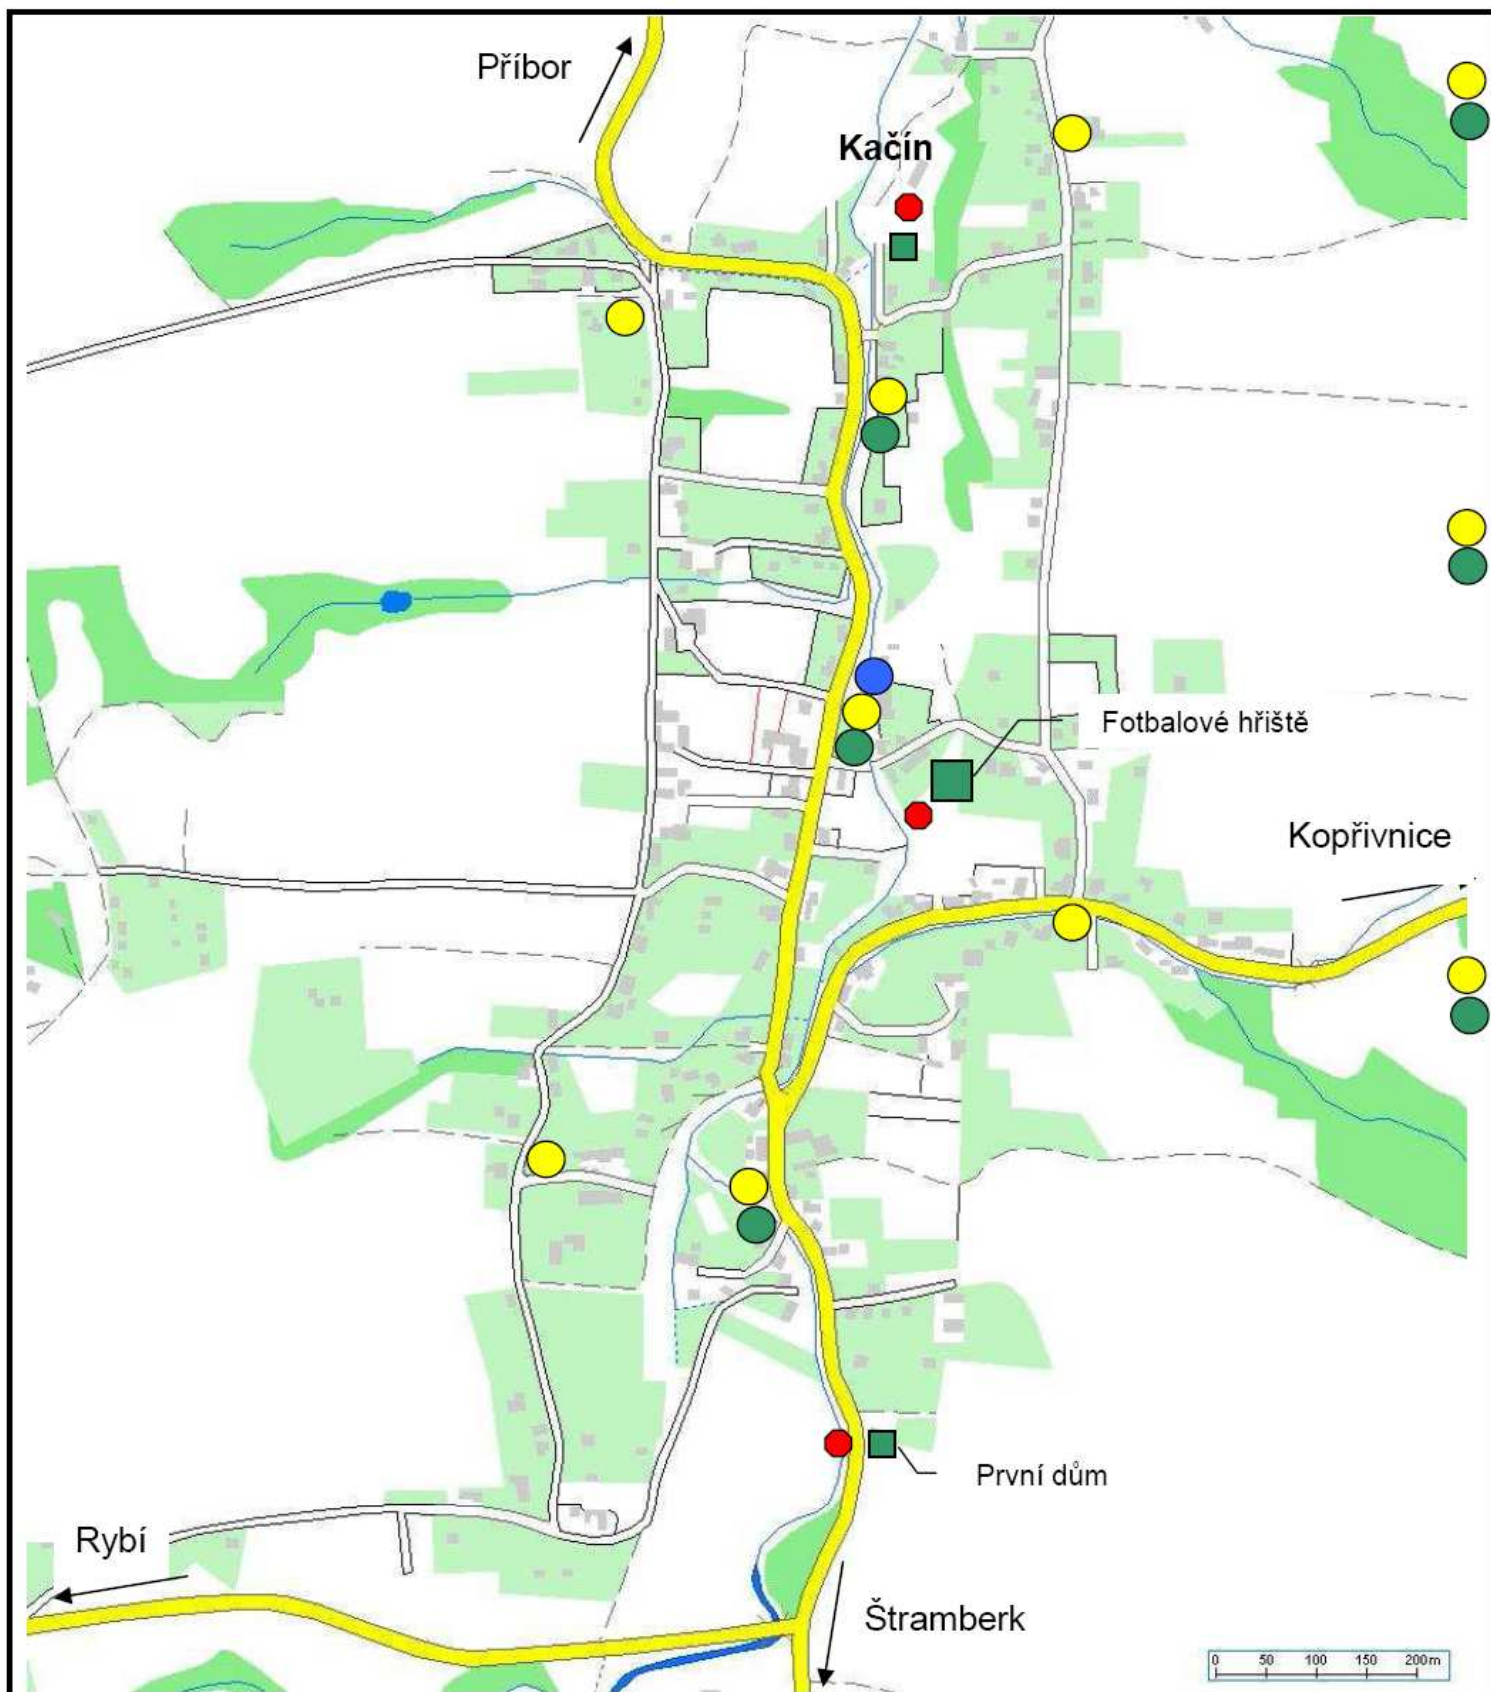 Příbor
Kačín
Fotbalové hřiště
Kopřivnice
První dům
Rybí
Štramberk
0 50 100 150 200m